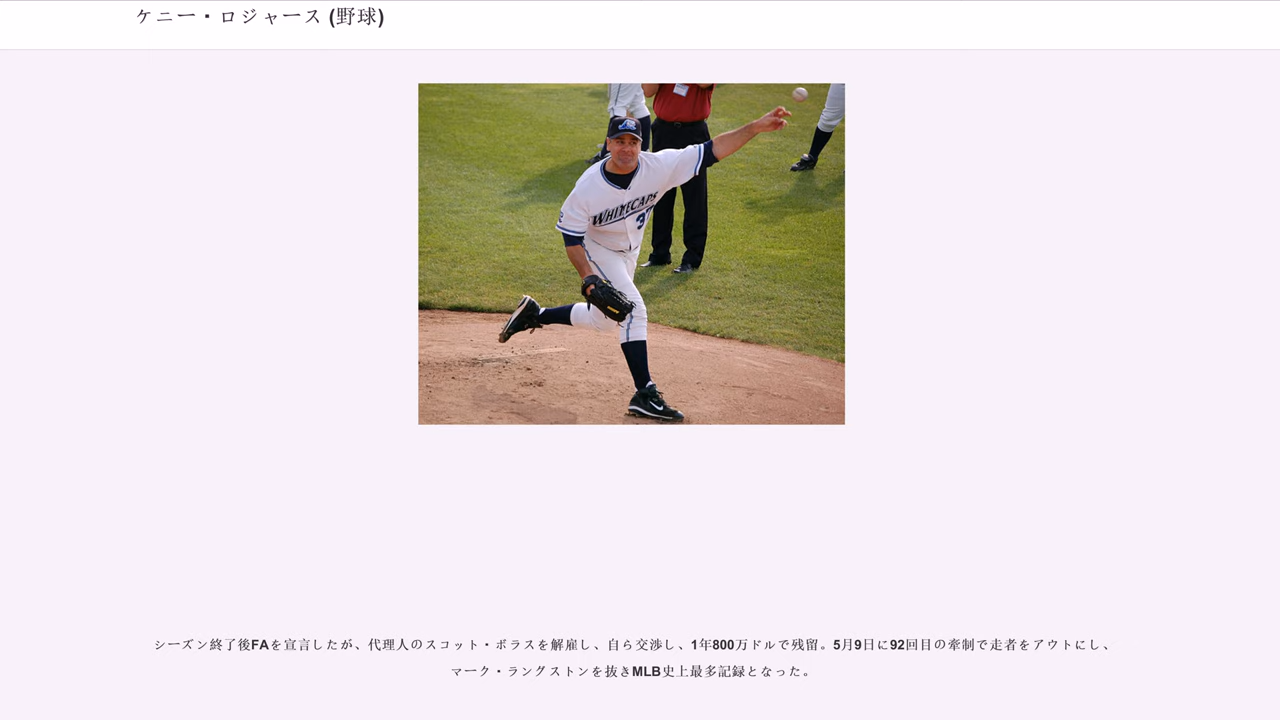 ケニー・ロジャース (野球)
WHITECAPS
37
シーズン終了後FAを宣言したが、代理人のスコット・ボラスを解雇し、自ら交渉し、1年800万ドルで残留。5月9日に92回目の牽制で走者をアウトにし、
マーク・ラングストンを抜きMLB史上最多記録となった。